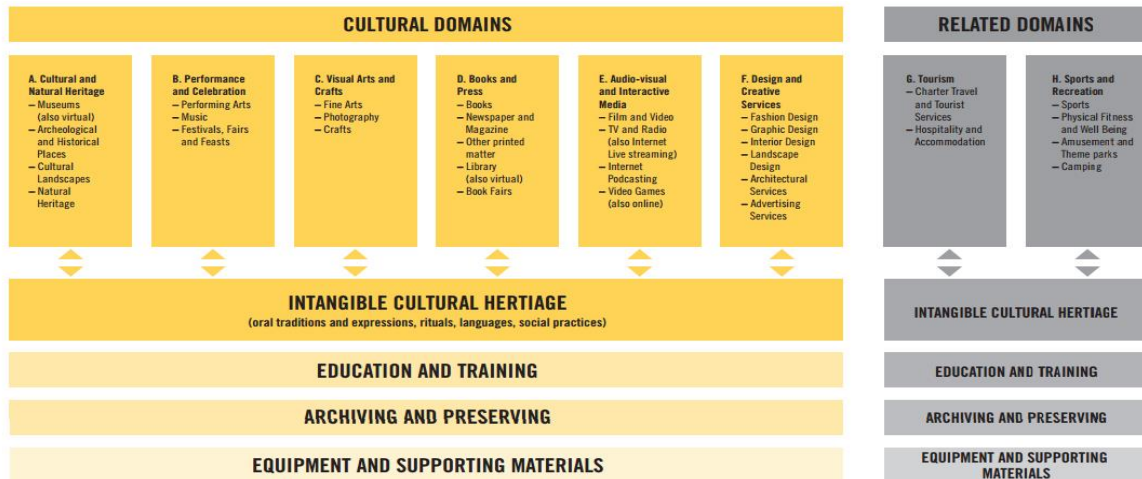 CULTURAL DOMAINS
A. Cultural and
Natural Heritage
– Museums
(also virtual)
– Archeological
and Historical
Places
– Cultural
Landscapes
– Natural
Heritage
B. Performance
and Celebration
– Performing Arts
– Music
– Festivals, Fairs
and Feasts
C. Visual Arts and
Crafts
– Fine Arts
– Photography
– Crafts
D. Books and
Press
– Books
– Newspaper and
Magazine
– Other printed
matter
– Library
(also virtual)
– Book Fairs
E. Audio-visual
and Interactive
Media
– Film and Video
– TV and Radio
(also Internet
Live streaming)
– Internet
Podcasting
– Video Games
(also online)
F. Design and
Creative
Services
– Fashion Design
– Graphic Design
– Interior Design
– Landscape
Design
– Architectural
Services
– Advertising
Services
INTANGIBLE CULTURAL HERTIAGE
(oral traditions and expressions, rituals, languages, social practices)
EDUCATION AND TRAINING
ARCHIVING AND PRESERVING
EQUIPMENT AND SUPPORTING MATERIALS
RELATED DOMAINS
G. Tourism
– Charter Travel
and Tourist
Services
– Hospitality and
Accommodation
H. Sports and
Recreation
– Sports
– Physical Fitness
and Well Being
– Amusement and
Theme parks
– Camping
INTANGIBLE CULTURAL HERTIAGE
EDUCATION AND TRAINING
ARCHIVING AND PRESERVING
EQUIPMENT AND SUPPORTING
MATERIALS